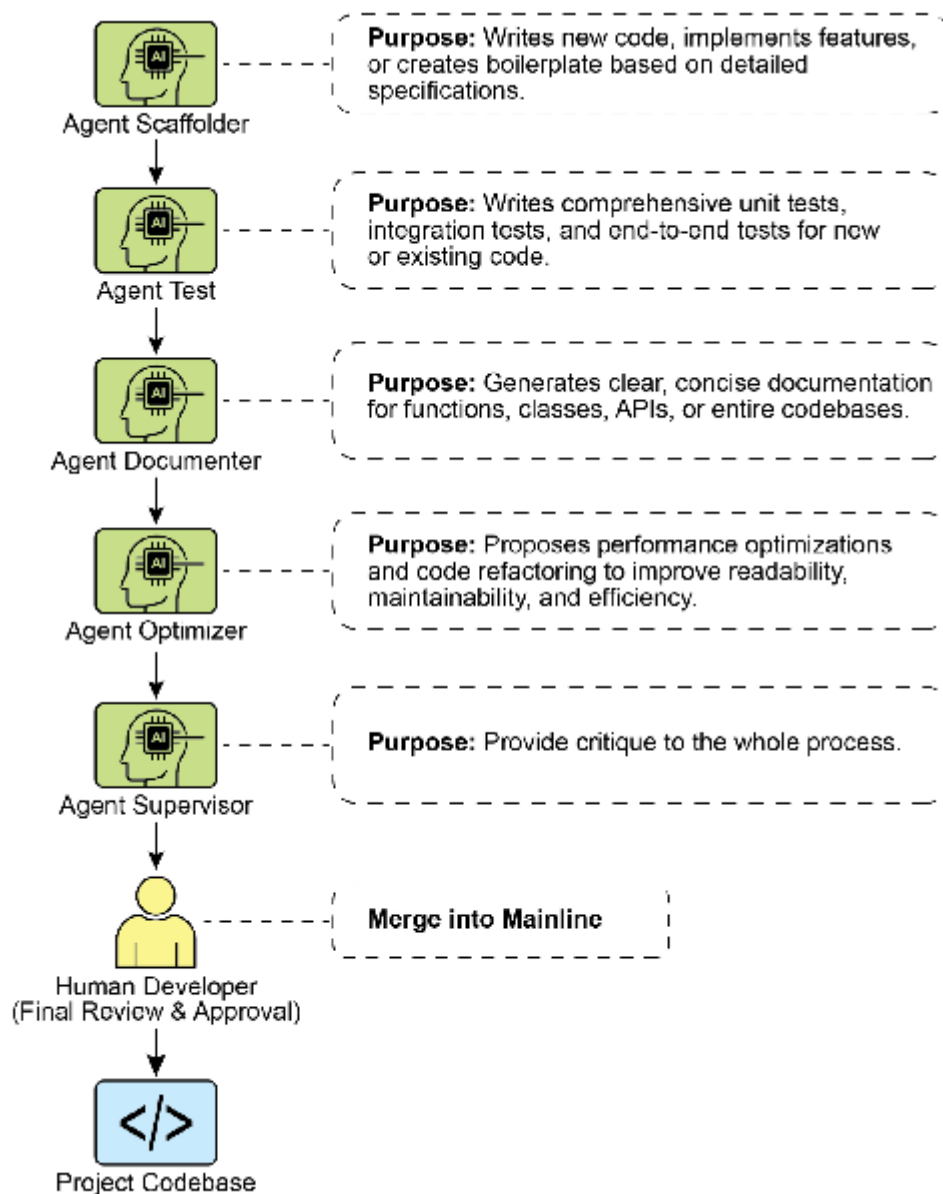 Purpose: Writes new code, implements features,
or creates boilerplate based on detailed
specifications.
AI
Agent Scaffolder
Purpose: Writes comprehensive unit tests,
integration tests, and end-to-end tests for new
or existing code.
AI
Agent Test
Purpose: Generates clear, concise documentation
for functions, classes, APIs, or entire codebases.
AI
Agent Documenter
Purpose: Proposes performance optimizations
and code refactoring to improve readability,
maintainability, and efficiency.
AI
Agent Optimizer
Purpose: Provide critique to the whole process.
AI
Agent Supervisor
Merge into Mainline
Human Developer
(Final Review & Approval)
</>
Project Codebase